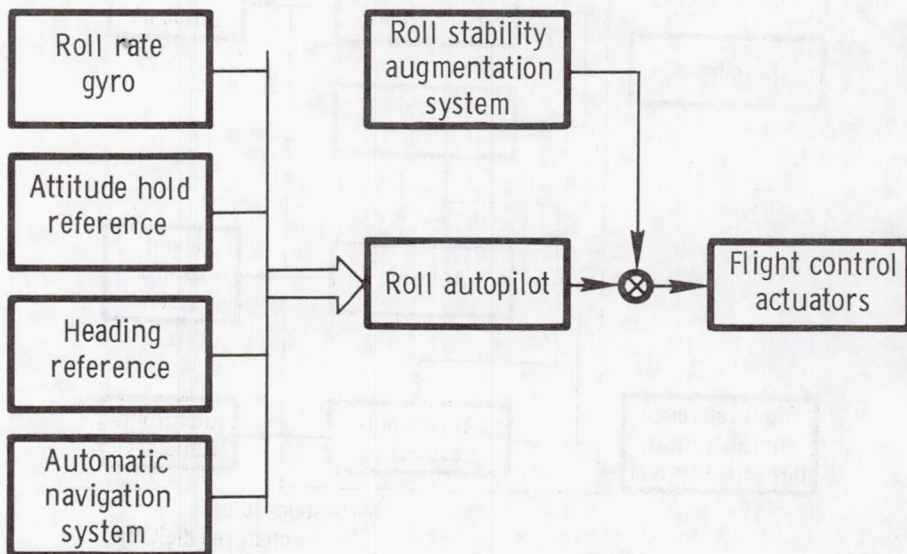 Roll rate
gyro
Attitude hold
reference
Heading
reference
Automatic
navigation
system
Roll stability
augmentation
system
Roll autopilot
Flight control
actuators